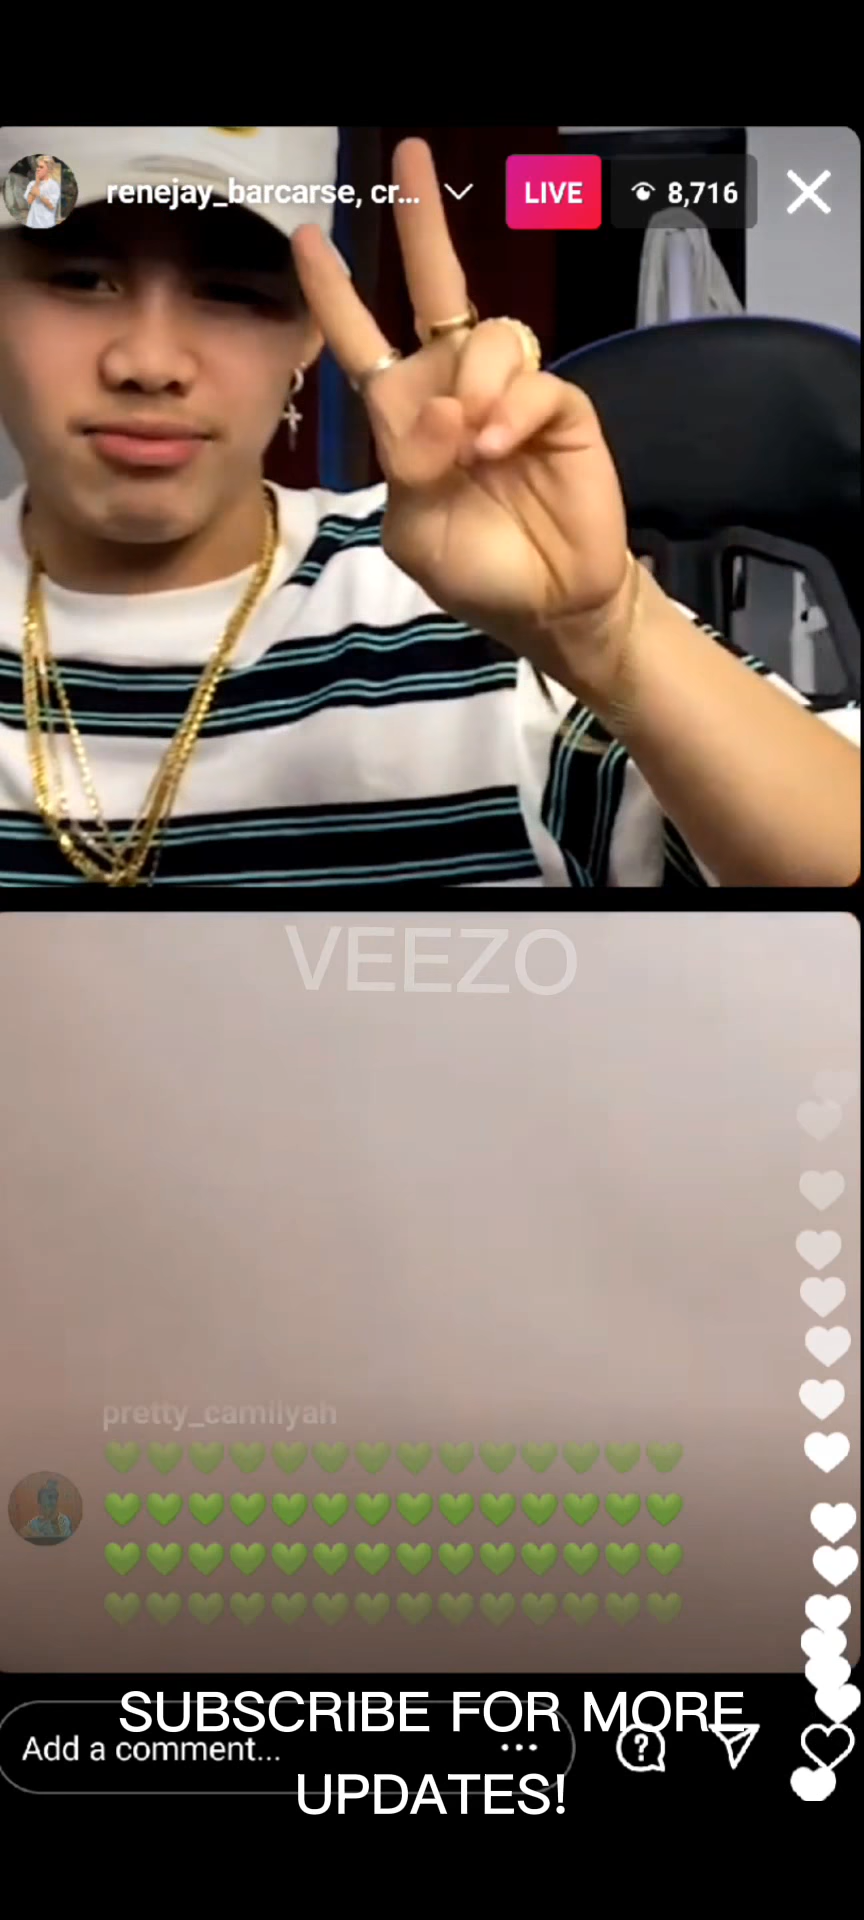 renejay_barcarse, cr...
LIVE
8,716
VEEZO
pretty_camilyah
💚💚💚💚💚💚💚💚💚💚💚💚💚💚
💚💚💚💚💚💚💚💚💚💚💚💚💚💚
💚💚💚💚💚💚💚💚💚💚💚💚💚💚
💚💚💚💚💚💚💚💚💚💚💚💚💚💚
SUBSCRIBE FOR MORE
Add a comment...
UPDATES!